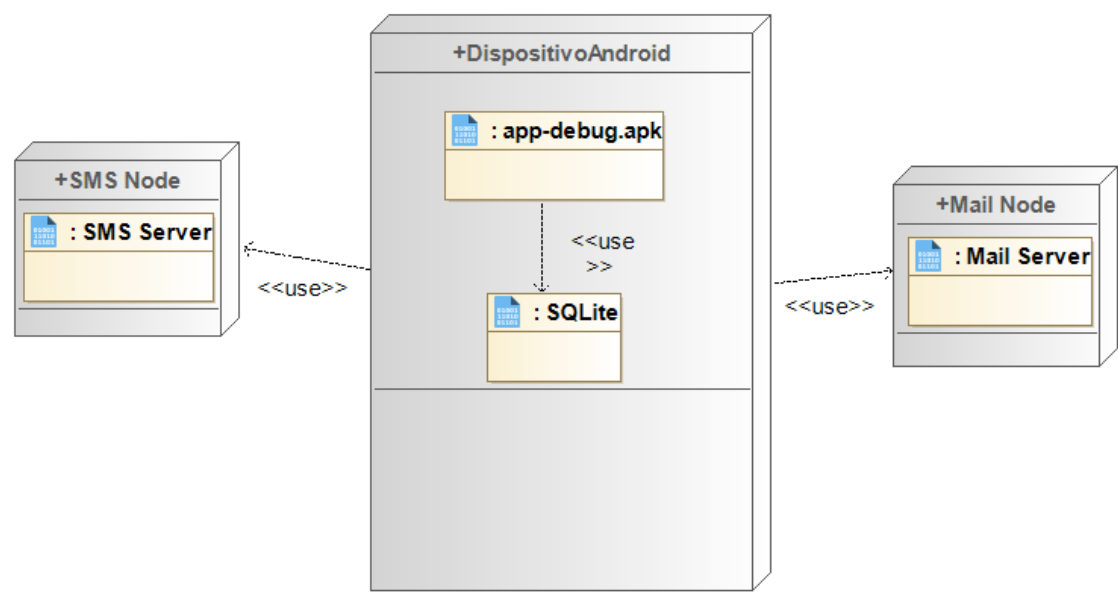 +DispositivoAndroid
: app-debug.apk
<<use
>>
: SQLite
+SMS Node
: SMS Server
<<use>>
+Mail Node
: Mail Server
<<use>>